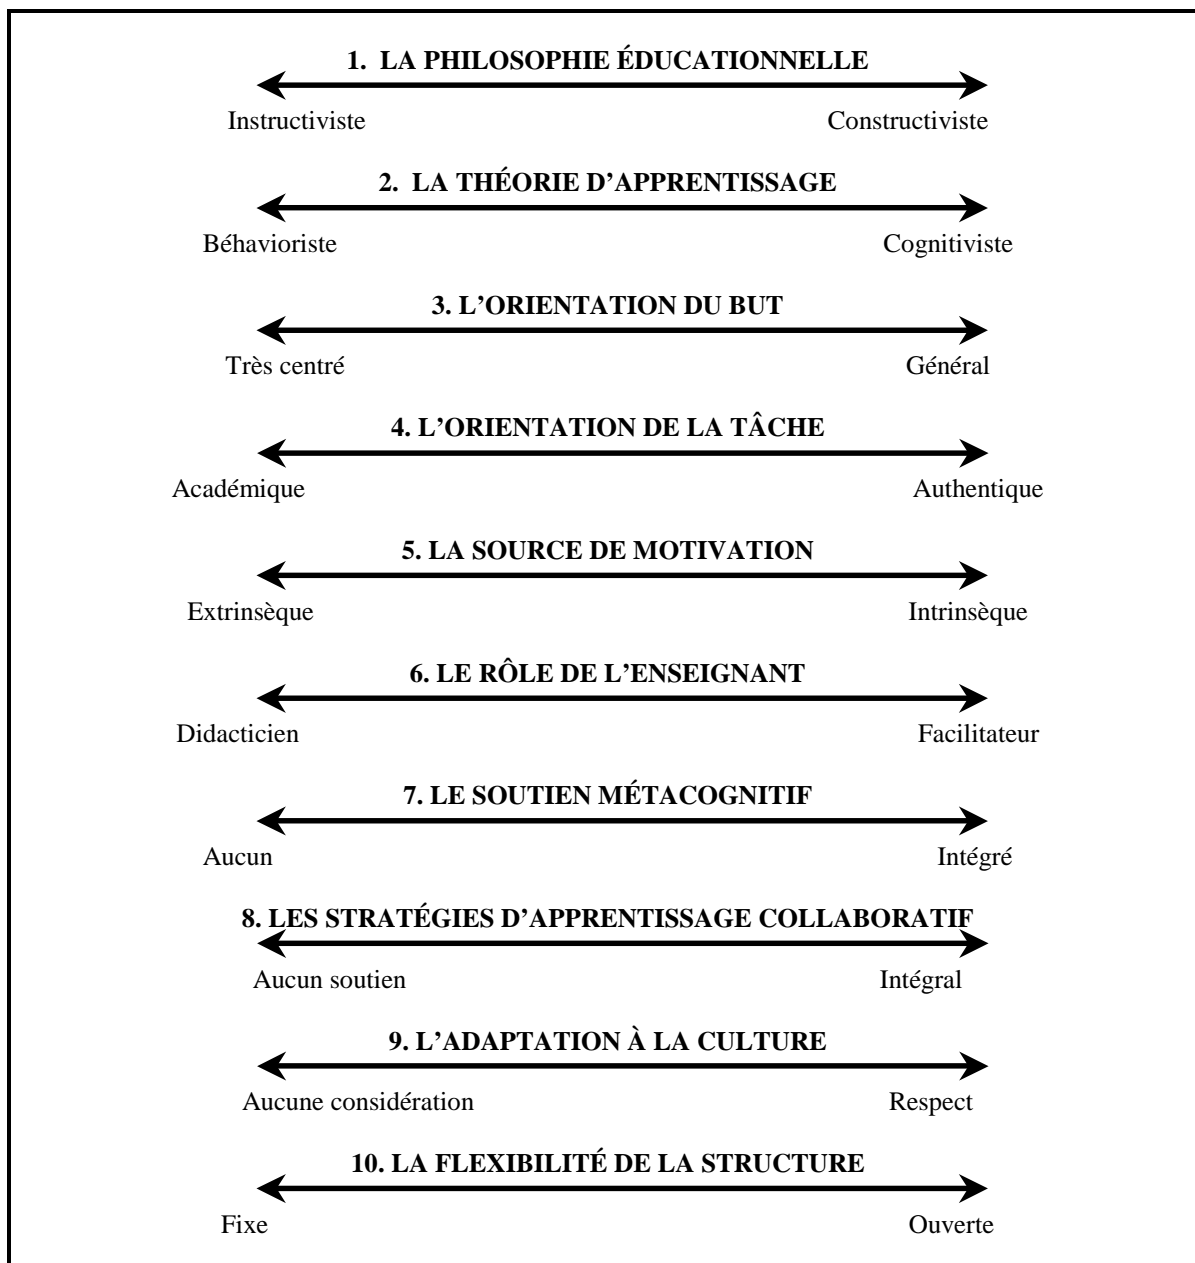 1. LA PHILOSOPHIE ÉDUCATIONNELLE
Instructiviste Constructiviste
2. LA THÉORIE D’APPRENTISSAGE
Béhavioriste Cognitiviste
3. L’ORIENTATION DU BUT
Très centré Général
4. L’ORIENTATION DE LA TÂCHE
Académique Authentique
5. LA SOURCE DE MOTIVATION
Extrinsèque Intrinsèque
6. LE RÔLE DE L’ENSEIGNANT
Didacticien Facilitateur
7. LE SOUTIEN MÉTACOGNITIF
Aucun Intégré
8. LES STRATÉGIES D’APPRENTISSAGE COLLABORATIF
Aucun soutien Intégral
9. L’ADAPTATION À LA CULTURE
Aucune considération Respect
10. LA FLEXIBILITÉ DE LA STRUCTURE
Fixe Ouverte